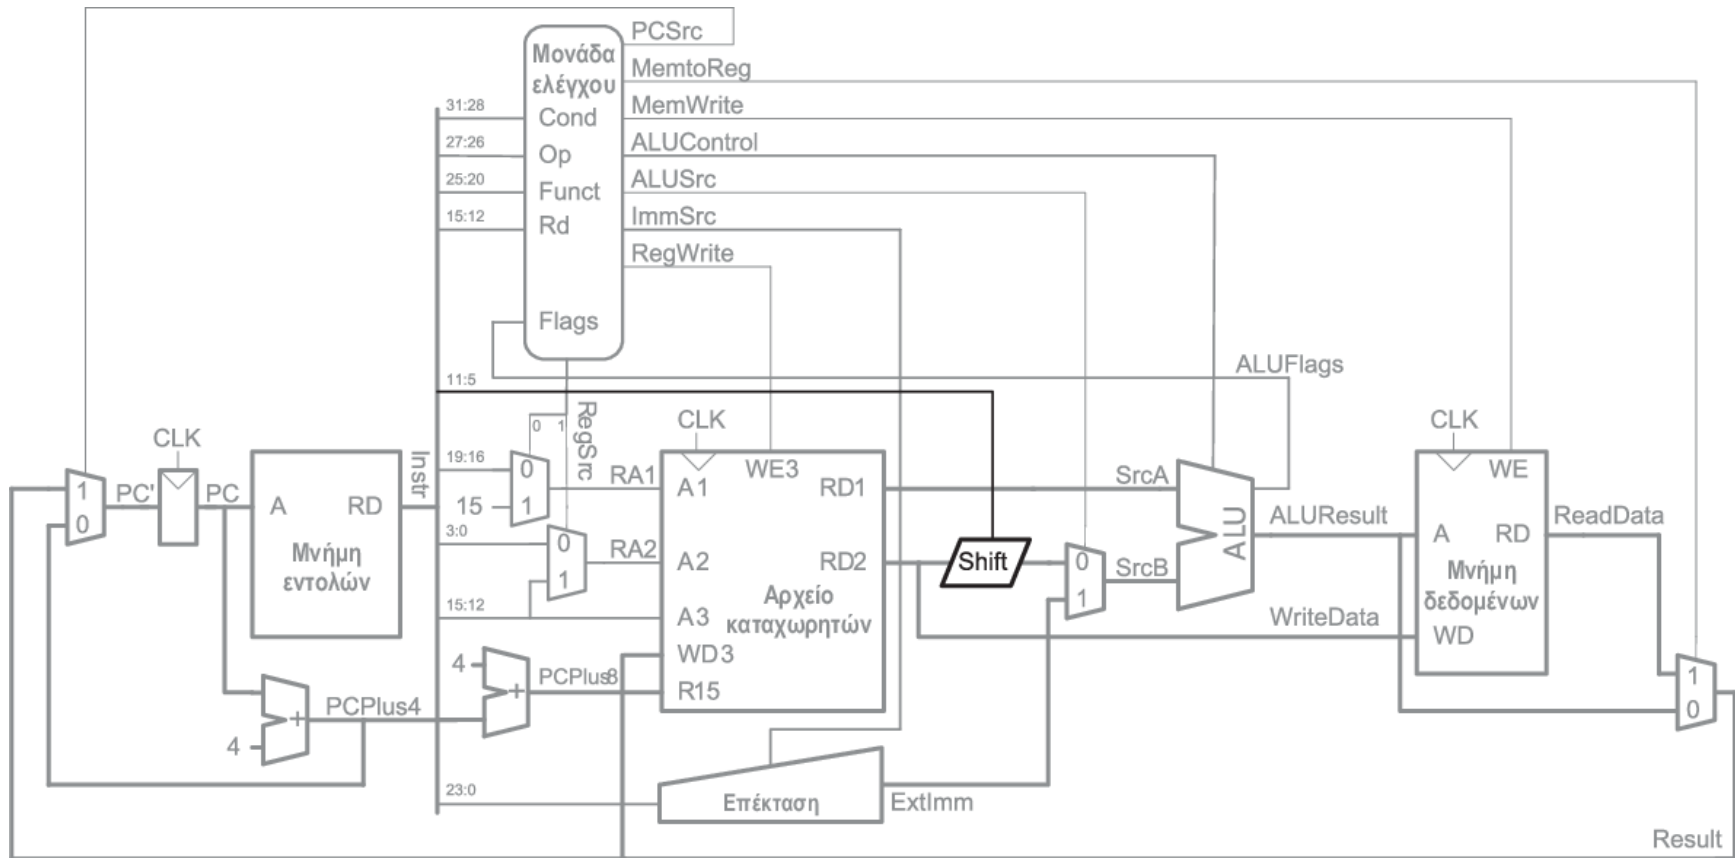 PCSrc
Μονάδα
ελέγχου
MemtoReg
31:28
Cond
MemWrite
27:26
Op
ALUControl
25:20
Funct
ALUSrc
15:12
Rd
ImmSrc
RegWrite
Flags
ALUFlags
11:5
RegSrc
0 1
CLK
CLK
CLK
Instr
19:16
0
RA1
WE3
WE
1
PC'
PC
A
RD
15
1
A1
RD1
SrcA
0
3:0
0
RA2
A2
RD2
Shift
0
SrcB
ALU
ALUResult
A
RD
ReadData
Μνήμη
εντολών
1
1
Μνήμη
δεδομένων
15:12
A3
Αρχείο
καταχωρητών
WriteData
WD
4
+
PCPlus8
WD3
R15
1
0
PCPlus4
+
4
23:0
Επέκταση
ExtImm
Result